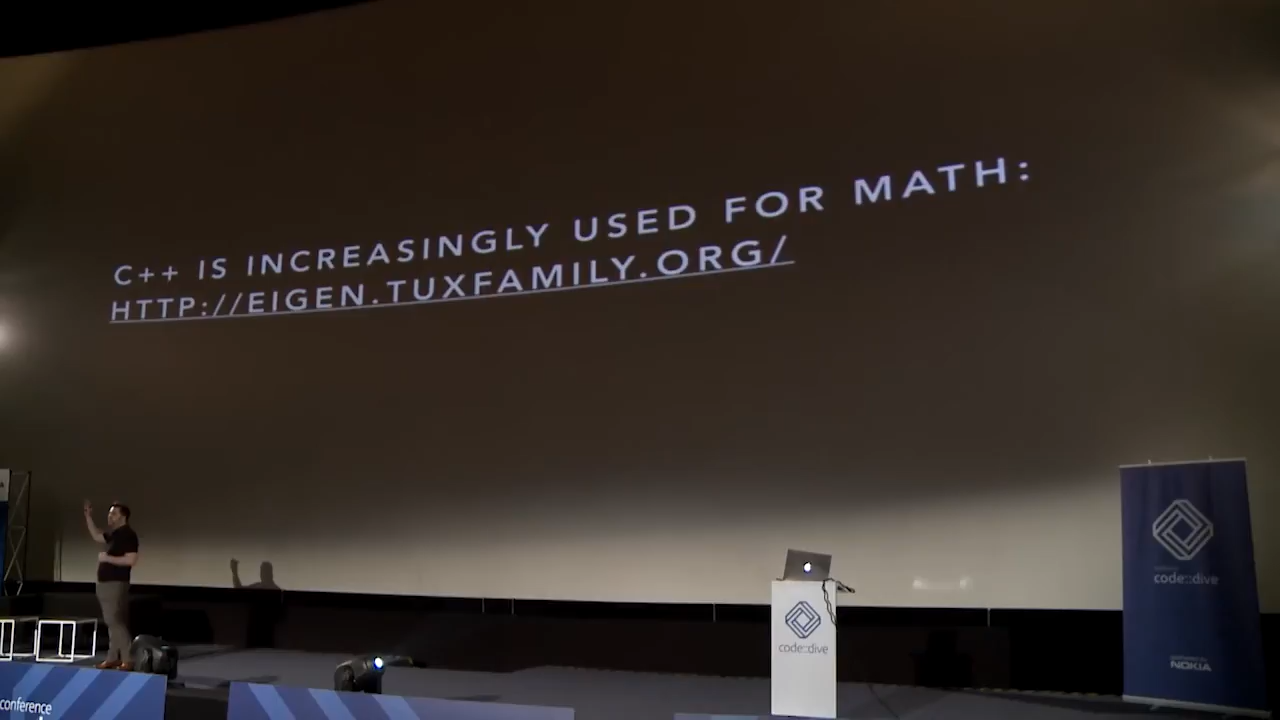 C++ IS INCREASINGLY USED FOR MATH:
HTTP://EIGEN.TUXFAMILY.ORG/
code::dive
code::dive
NOKIA
conference